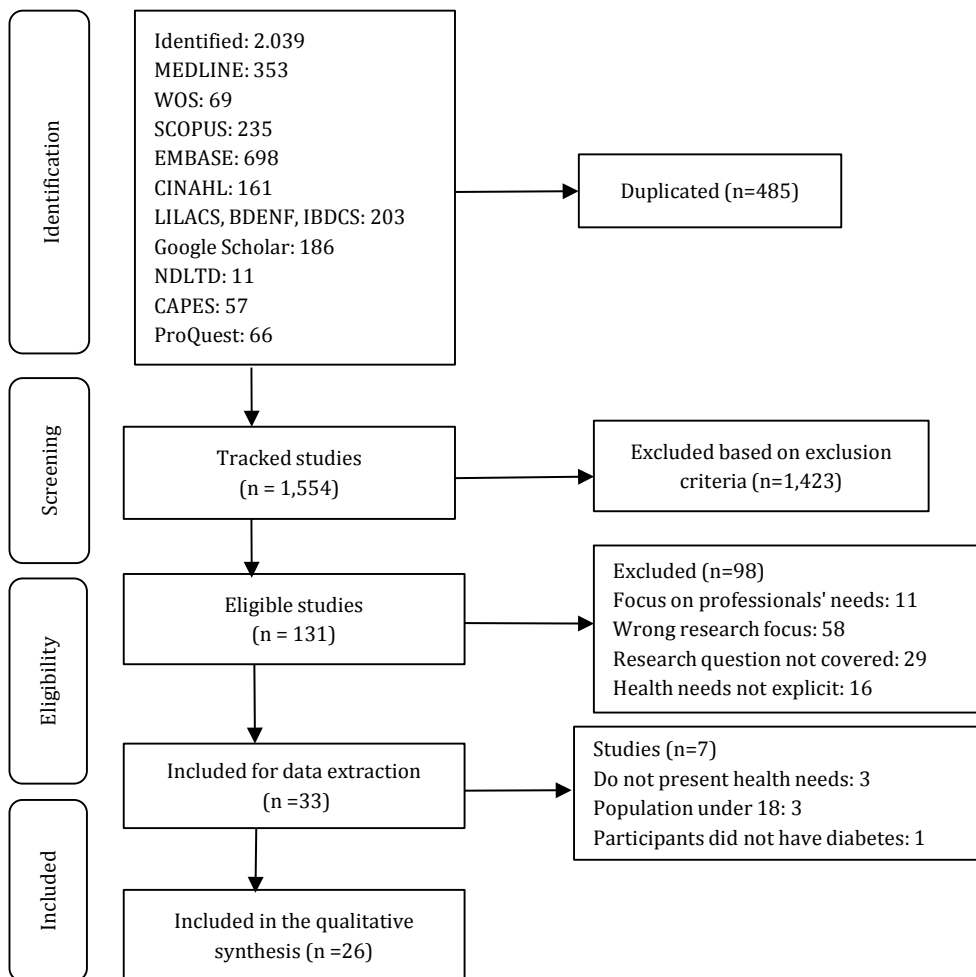 Identification
Identified: 2.039
MEDLINE: 353
WOS: 69
SCOPUS: 235
EMBASE: 698
CINAHL: 161
LILACS, BDENF, IBDCS: 203
Google Scholar: 186
NDLTD: 11
CAPES: 57
ProQuest: 66
Duplicated (n=485)
Screening
Tracked studies
(n = 1,554)
Excluded based on exclusion
criteria (n=1,423)
Eligibility
Eligible studies
(n = 131)
Excluded (n=98)
Focus on professionals' needs: 11
Wrong research focus: 58
Research question not covered: 29
Health needs not explicit: 16
Included for data extraction
(n =33)
Studies (n=7)
Do not present health needs: 3
Population under 18: 3
Participants did not have diabetes: 1
Included
Included in the qualitative
synthesis (n =26)